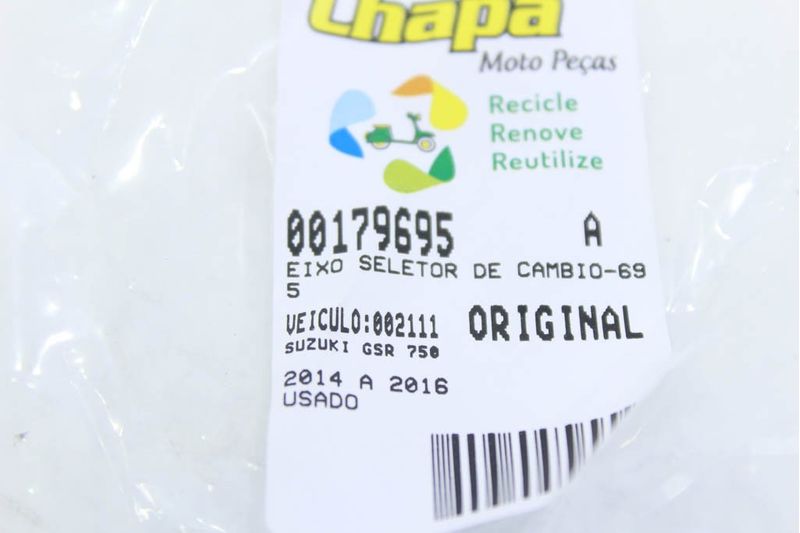 Chapa
Moto Peças
Recicle
Renove
Reutilize
00179695 A
EIXO SELETOR DE CAMBIO-69
5
VEICULO:002111 ORIGINAL
SUZUKI GSR 750
2014 A 2016
USADO